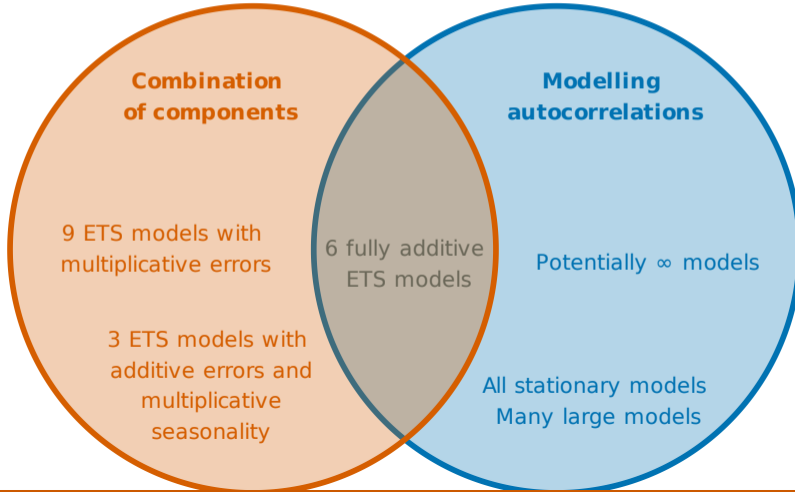 Combination
of components
Modelling
autocorrelations
9 ETS models with
multiplicative errors
3 ETS models with
additive errors and
multiplicative
seasonality
6 fully additive
ETS models
Potentially ∞ models
All stationary models
Many large models